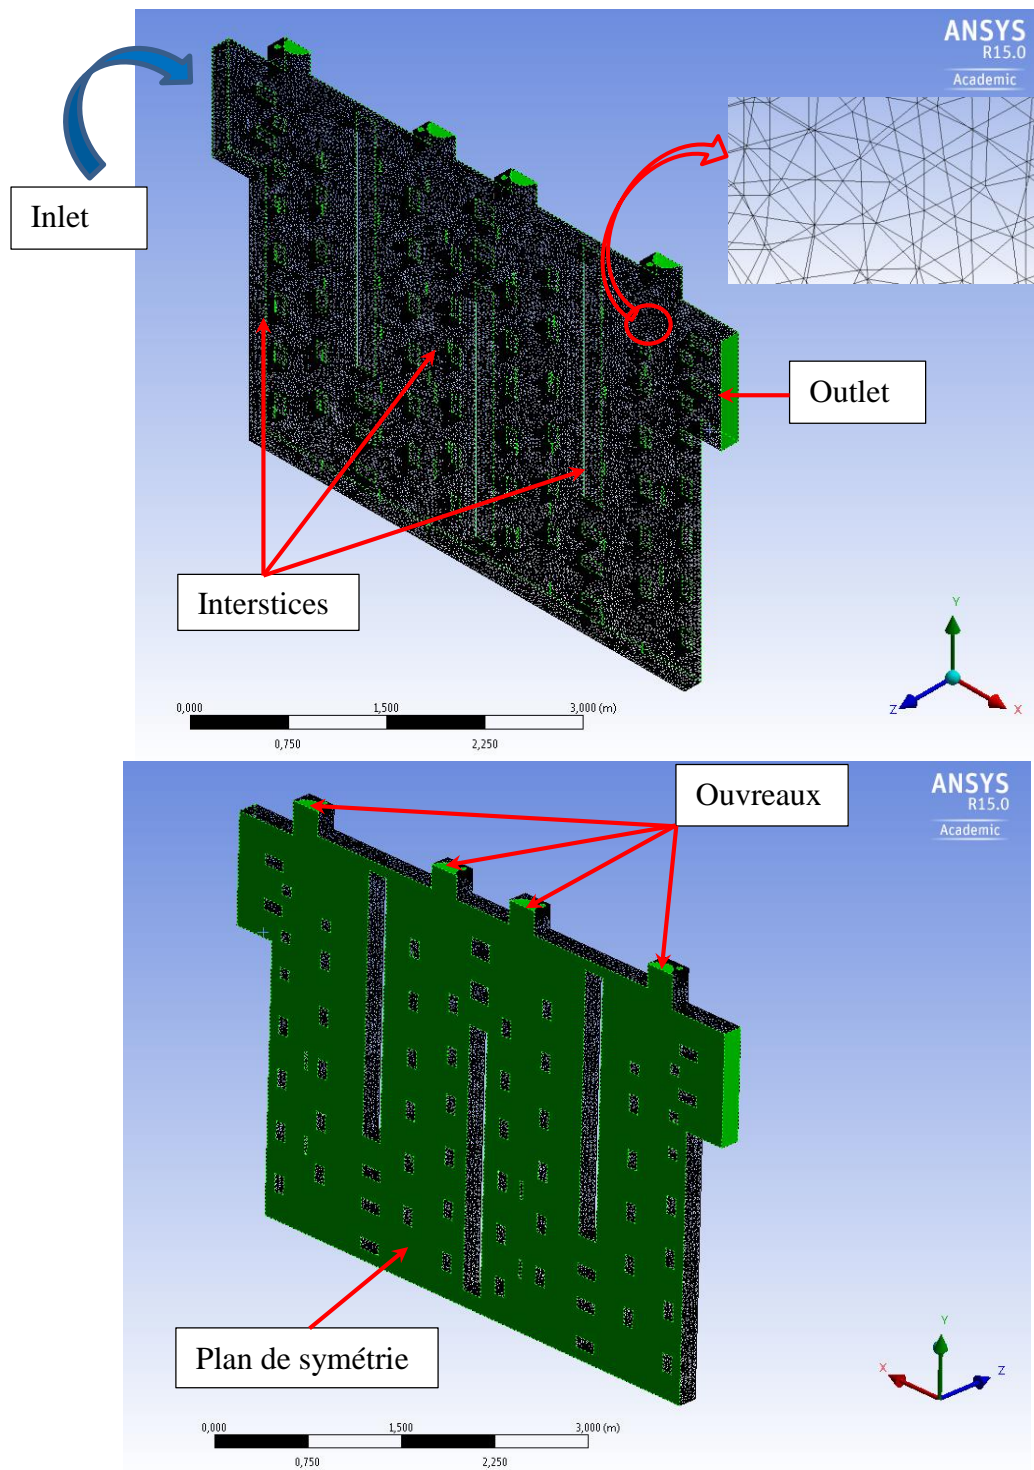 ANSYS
R15.0
Academic
Inlet
Outlet
Interstices
Y
Z
X
0,000
1,500
3,000 (m)
0,750
2,250
Ouvreaux
ANSYS
R15.0
Academic
Plan de symétrie
Y
X
Z
0,000
1,500
3,000 (m)
0,750
2,250